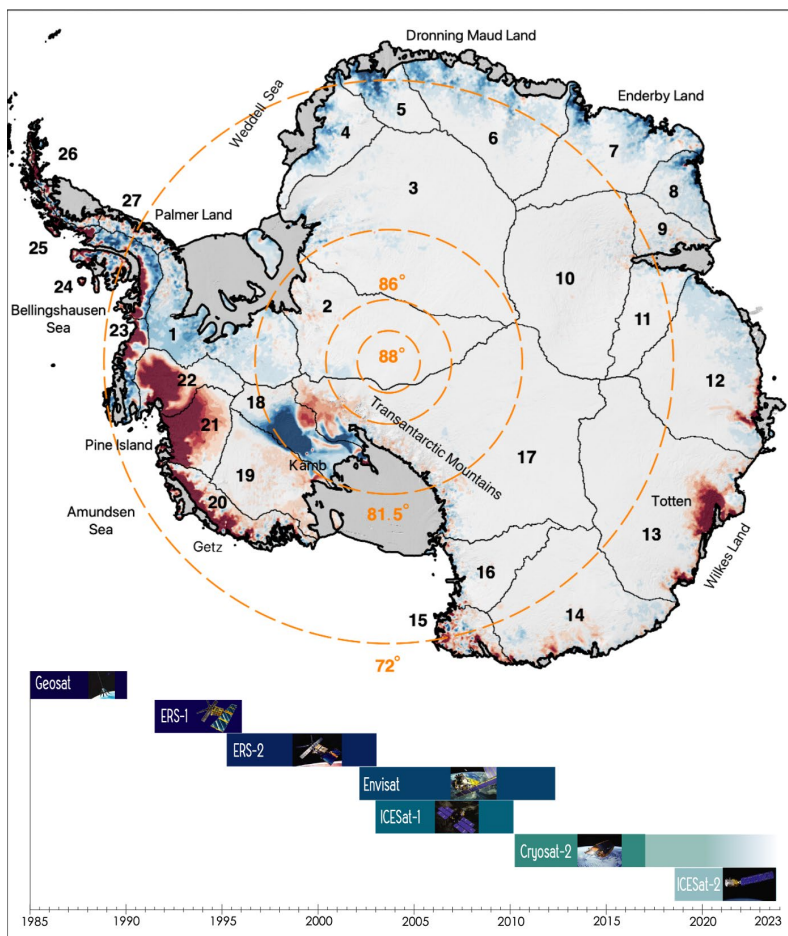 Dronning Maud Land
Weddell Sea
Enderby Land
5
4
6
7
26
3
8
27
9
Palmer Land
25
10
86°
24
Bellingshausen
Sea
2
11
23
1
88°
22
18
12
21
Transantarctic Mountains
Pine Island
17
19
Kamb
20
Totten
Amundsen
Sea
81.5°
13
Getz
Wilkes Land
16
15
14
72°
Geosat
ERS-1
ERS-2
Envisat
ICESat-1
Cryosat-2
ICESat-2
1985 1990 1995 2000 2005 2010 2015 2020 2023